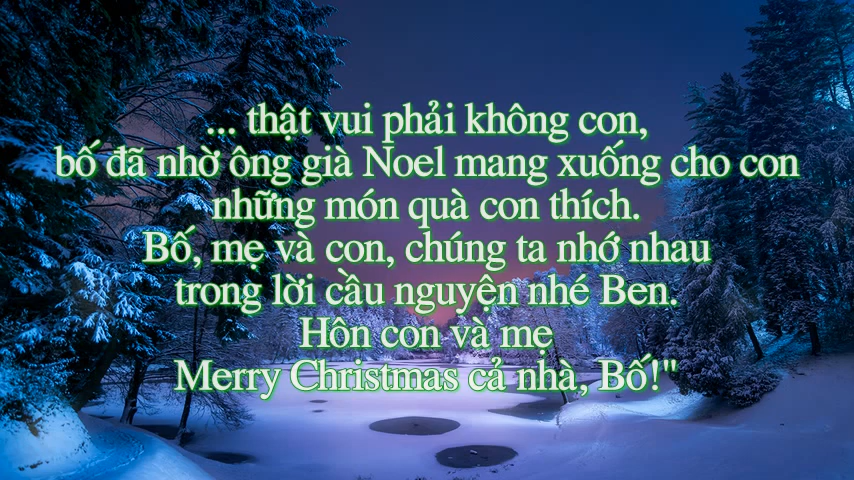 ... thật vui phải không con,
bố đã nhờ ông già Noel mang xuống cho con
những món quà con thích.
Bố, mẹ và con, chúng ta nhớ nhau
trong lời cầu nguyện nhé Ben.
Hôn con và mẹ
Merry Christmas cả nhà, Bố!"